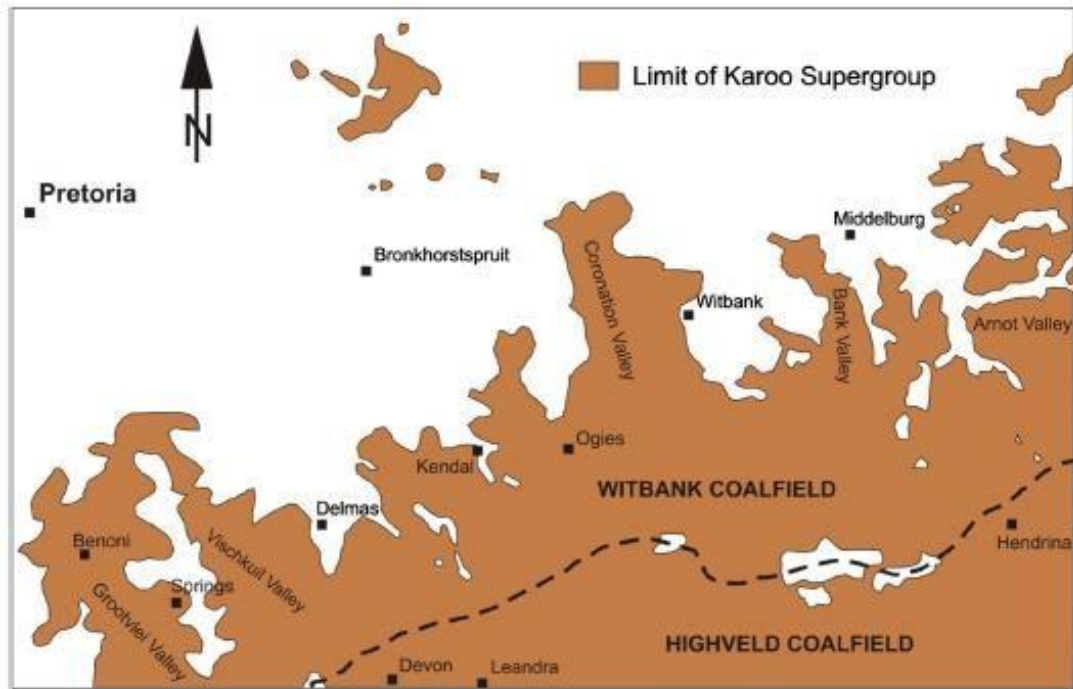 N
Limit of Karoo Supergroup
Pretoria
Middelburg
Bronkhorstspruit
Coronation Valley
Witbank
Bank Valley
Arnot Valley
Ogies
Kendal
WITBANK COALFIELD
Delmas
Benoni
Vischkuil Valley
Hendrina
Springs
Grootvlei Valley
HIGHVELD COALFIELD
Devon
Leandra